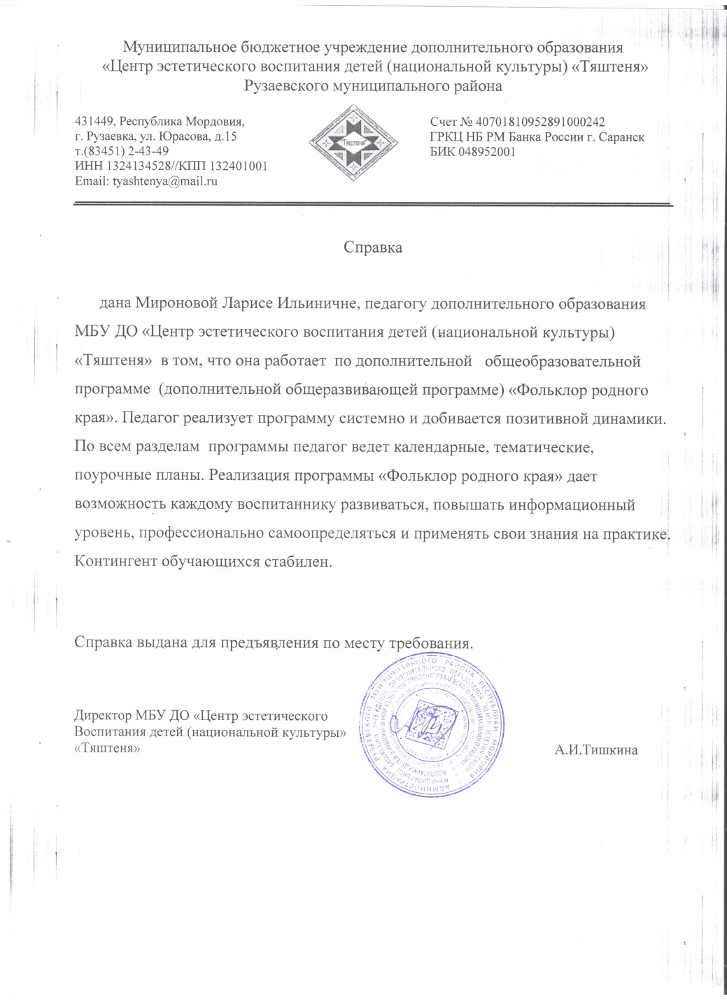 Муниципальное бюджетное учреждение дополнительного образования
«Центр эстетического воспитания детей (национальной культуры) «Тяштеня»
Рузаевского муниципального района
431449, Республика Мордовия,
г. Рузаевка, ул. Юрасова, д.15
т.(83451) 2-43-49
ИНН 1324134528//КПП 132401001
Email: tyashtenya@mail.ru
"Тяштеня"
Счет № 40701810952891000242
ГРКЦ НБ РМ Банка России г. Саранск
БИК 048952001
Справка
дана Мироновой Ларисе Ильиничне, педагогу дополнительного образования
МБУ ДО «Центр эстетического воспитания детей (национальной культуры)
«Тяштеня» в том, что она работает по дополнительной общеобразовательной
программе (дополнительной общеразвивающей программе) «Фольклор родного
края». Педагог реализует программу системно и добивается позитивной динамики.
По всем разделам программы педагог ведет календарные, тематические,
поурочные планы. Реализация программы «Фольклор родного края» дает
возможность каждому воспитаннику развиваться, повышать информационный
уровень, профессионально самоопределяться и применять свои знания на практике.
Контингент обучающихся стабилен.
Справка выдана для предъявления по месту требования.
Директор МБУ ДО «Центр эстетического
Воспитания детей (национальной культуры»
«Тяштеня»
А.И.Тишкина
АДМИНИСТРАЦИЯ РУЗАЕВСКОГО МУНИЦИПАЛЬНОГО РАЙОНА РЕСПУБЛИКИ МОРДОВИЯ